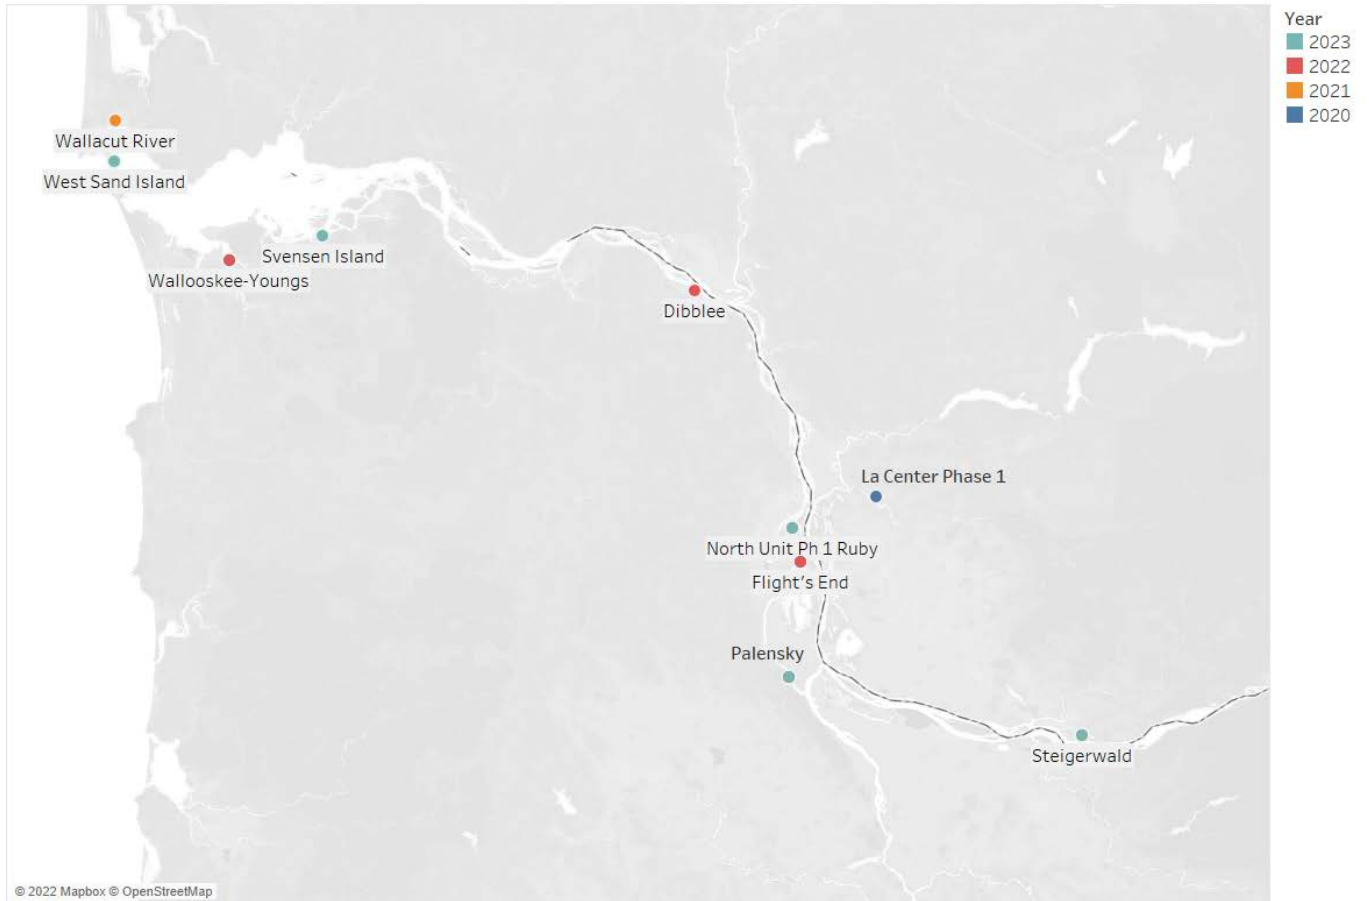 Year
2023
2022
2021
2020
Wallacut River
West Sand Island
Svensen Island
Wallooskee-Youngs
Dibblee
La Center Phase 1
North Unit Ph 1 Ruby
Flight's End
Palensky
Steigerwald
© 2022 Mapbox © OpenStreetMap